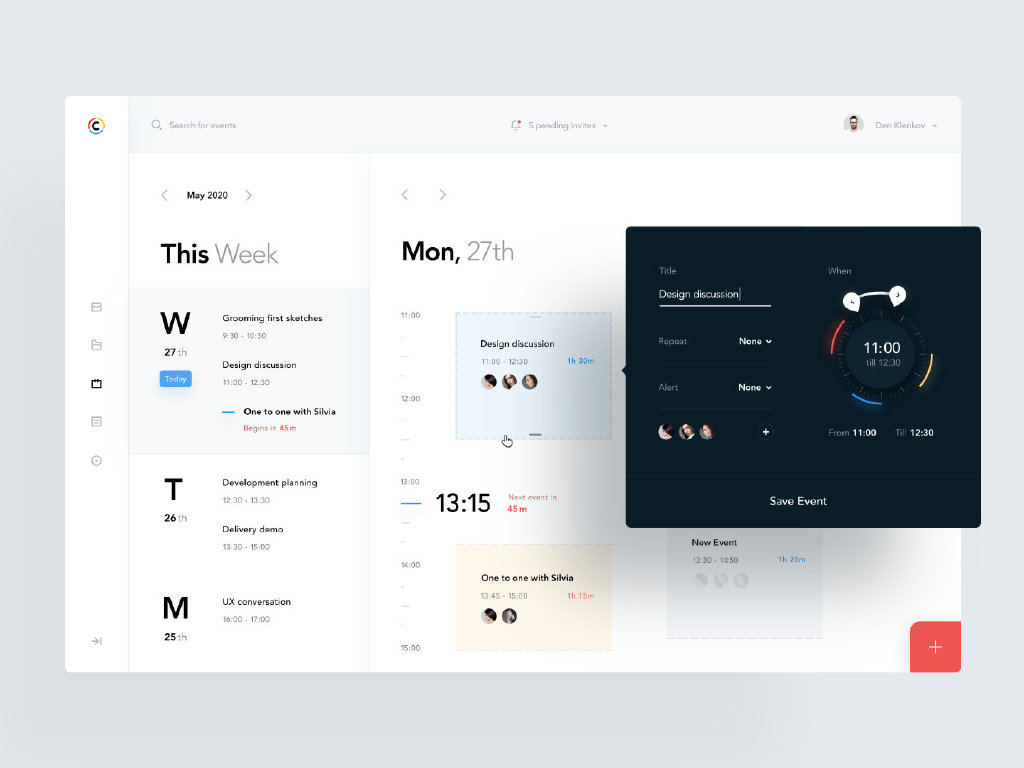 C
Search for events
5 pending invites
Den Klenkov
May 2020
This Week
W
27 th
Today
Grooming first sketches
9:30 - 10:30
Design discussion
11:00 - 12:30
One to one with Silvia
Begins in 45 m
T
26 th
Development planning
12:30 - 13:30
Delivery demo
13:30 - 15:00
M
25 th
UX conversation
16:00 - 17:00
Mon, 27th
11:00
12:00
13:00
14:00
15:00
Design discussion
11:00 - 12:30
1h 30m
13:15
Next event in
45 m
One to one with Silvia
13:45 - 15:00
1h 15m
New Event
13:30 - 14:50
1h 20m
Title
Design discussion
Repeat
None
Alert
None
+
When
11:00
till 12:30
From 11:00
Till 12:30
Save Event
+